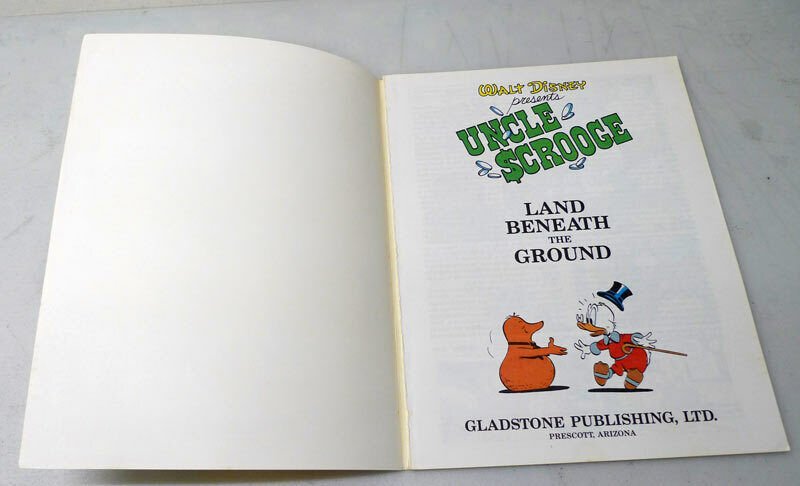 WALT DISNEY
presents
UNCLE
$CROOGE
LAND
BENEATH
THE
GROUND
GLADSTONE PUBLISHING, LTD.
PRESCOTT, ARIZONA